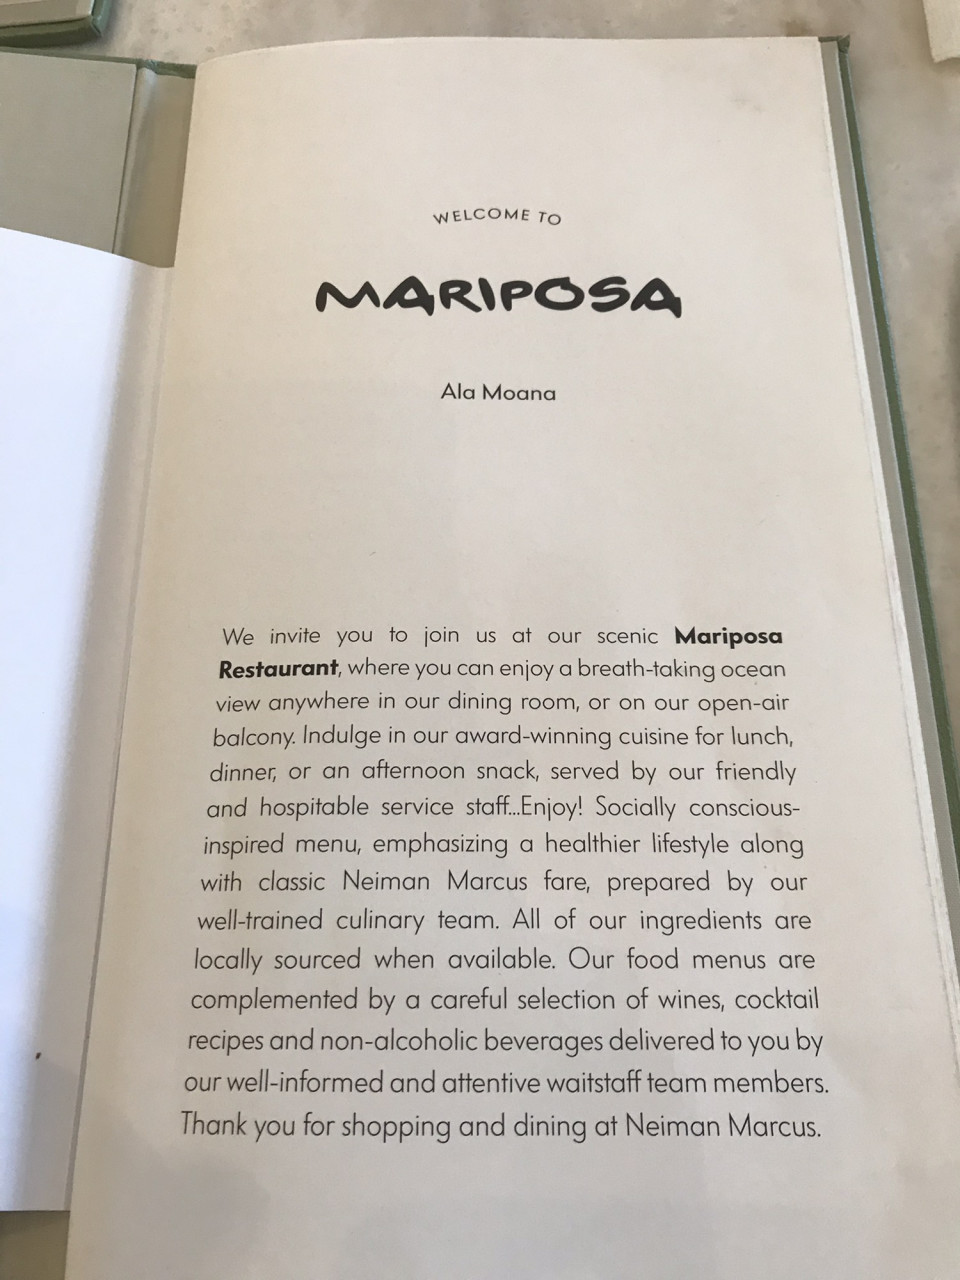 WELCOME TO
MARIPOSA
Ala Moana
We invite you to join us at our scenic Mariposa
Restaurant, where you can enjoy a breath-taking ocean
view anywhere in our dining room, or on our open-air
balcony. Indulge in our award-winning cuisine for lunch,
dinner, or an afternoon snack, served by our friendly
and hospitable service staff...Enjoy! Socially conscious-
inspired menu, emphasizing a healthier lifestyle along
with classic Neiman Marcus fare, prepared by our
well-trained culinary team. All of our ingredients are
locally sourced when available. Our food menus are
complemented by a careful selection of wines, cocktail
recipes and non-alcoholic beverages delivered to you by
our well-informed and attentive waitstaff team members.
Thank you for shopping and dining at Neiman Marcus.